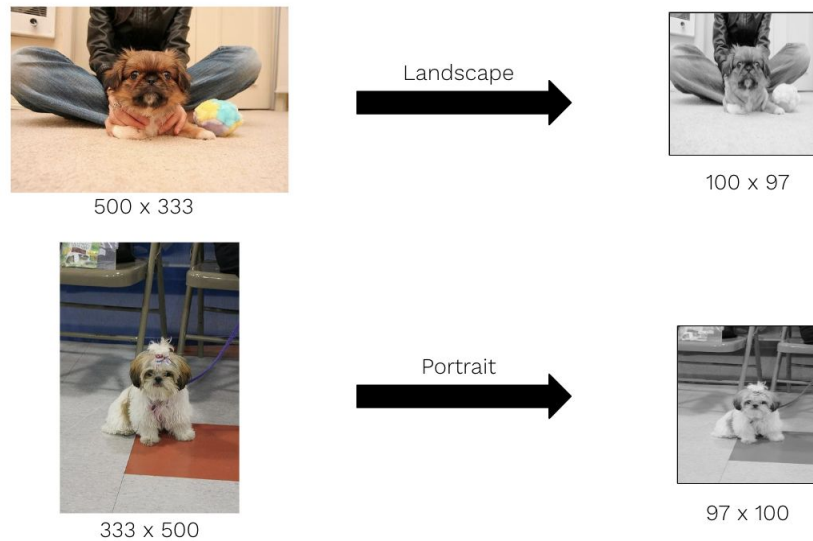 Landscape
500 x 333
100 x 97
Portrait
333 x 500
97 x 100